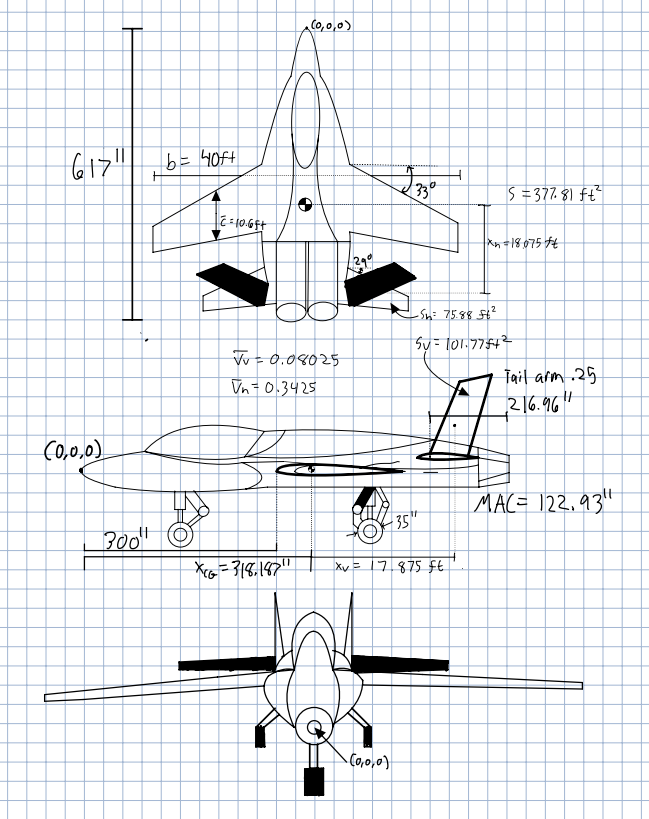 (0,0,0)
617"
b = 40ft
33°
S = 377.81 ft²
c̄=10.6ft
xₕ=18.075 ft
29°
Sₕ= 75.88 ft²
Sᵥ= 101.77ft²
V̄ᵥ = 0.08025
V̄ₕ = 0.3425
Tail arm .25
216.96"
(0,0,0)
MAC= 122.93"
35"
300"
X_CG = 318.187"
xᵥ = 17.875 ft
(0,0,0)